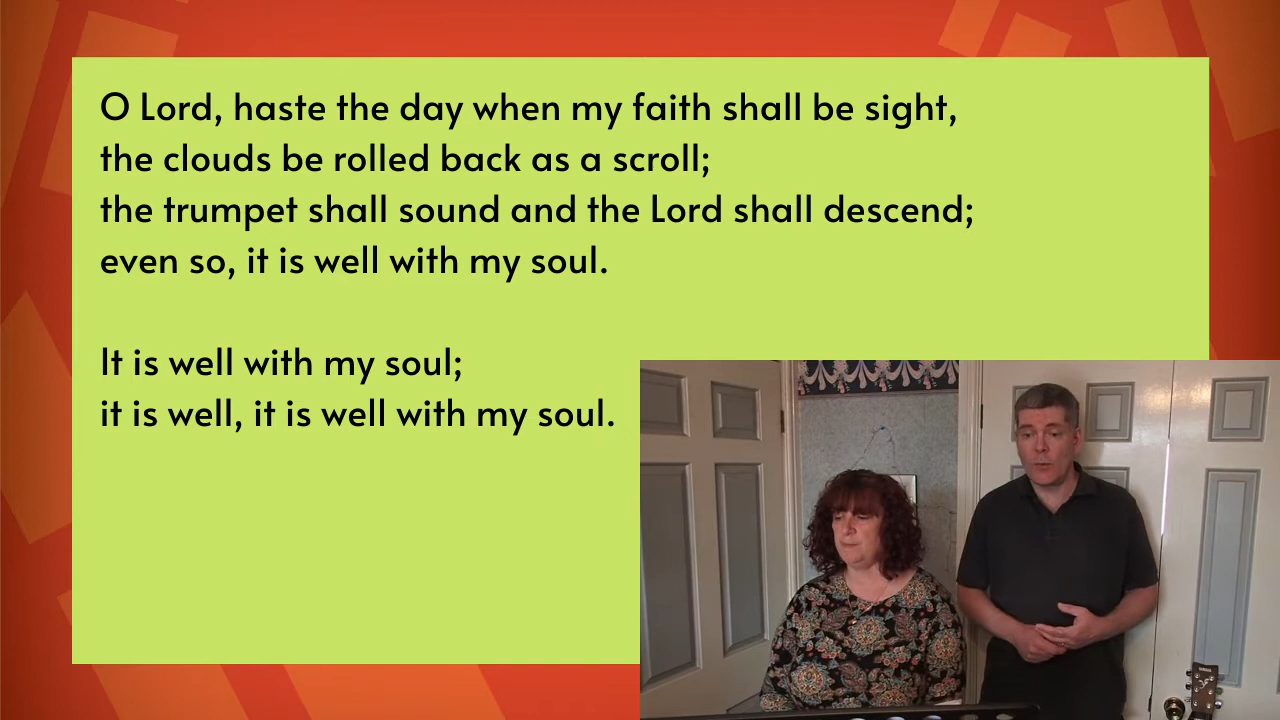 O Lord, haste the day when my faith shall be sight,
the clouds be rolled back as a scroll;
the trumpet shall sound and the Lord shall descend;
even so, it is well with my soul.
It is well with my soul;
it is well, it is well with my soul.
YAMAHA